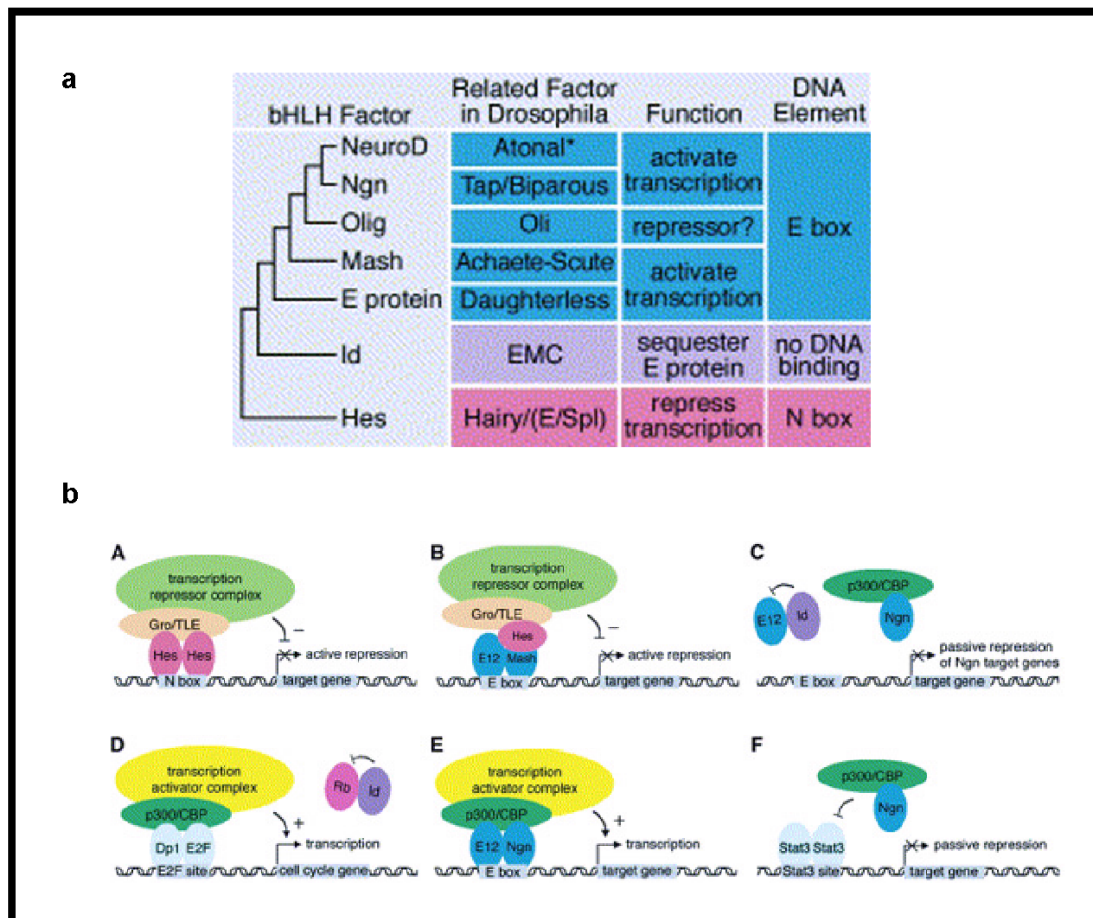 a
bHLH Factor
Related Factor
in Drosophila
Function
DNA
Element
NeuroD
Atonal*
activate
transcription
E box
Ngn
Tap/Biparous
Olig
Oli
repressor?
Mash
Achaete-Scute
activate
transcription
E protein
Daughterless
Id
EMC
sequester
E protein
no DNA
binding
Hes
Hairy/(E/Spl)
repress
transcription
N box
b
A
transcription
repressor complex
Gro/TLE
Hes Hes
–
active repression
N box
target gene
B
transcription
repressor complex
Gro/TLE
Hes
E12 Mash
–
active repression
E box
target gene
C
p300/CBP
E12 Id
Ngn
passive repression
of Ngn target genes
E box
target gene
D
transcription
activator complex
p300/CBP
Rb Id
Dp1 E2F
+
transcription
E2F site
cell cycle gene
E
transcription
activator complex
p300/CBP
E12 Ngn
+
transcription
E box
target gene
F
p300/CBP
Ngn
Stat3 Stat3
passive repression
Stat3 site
target gene